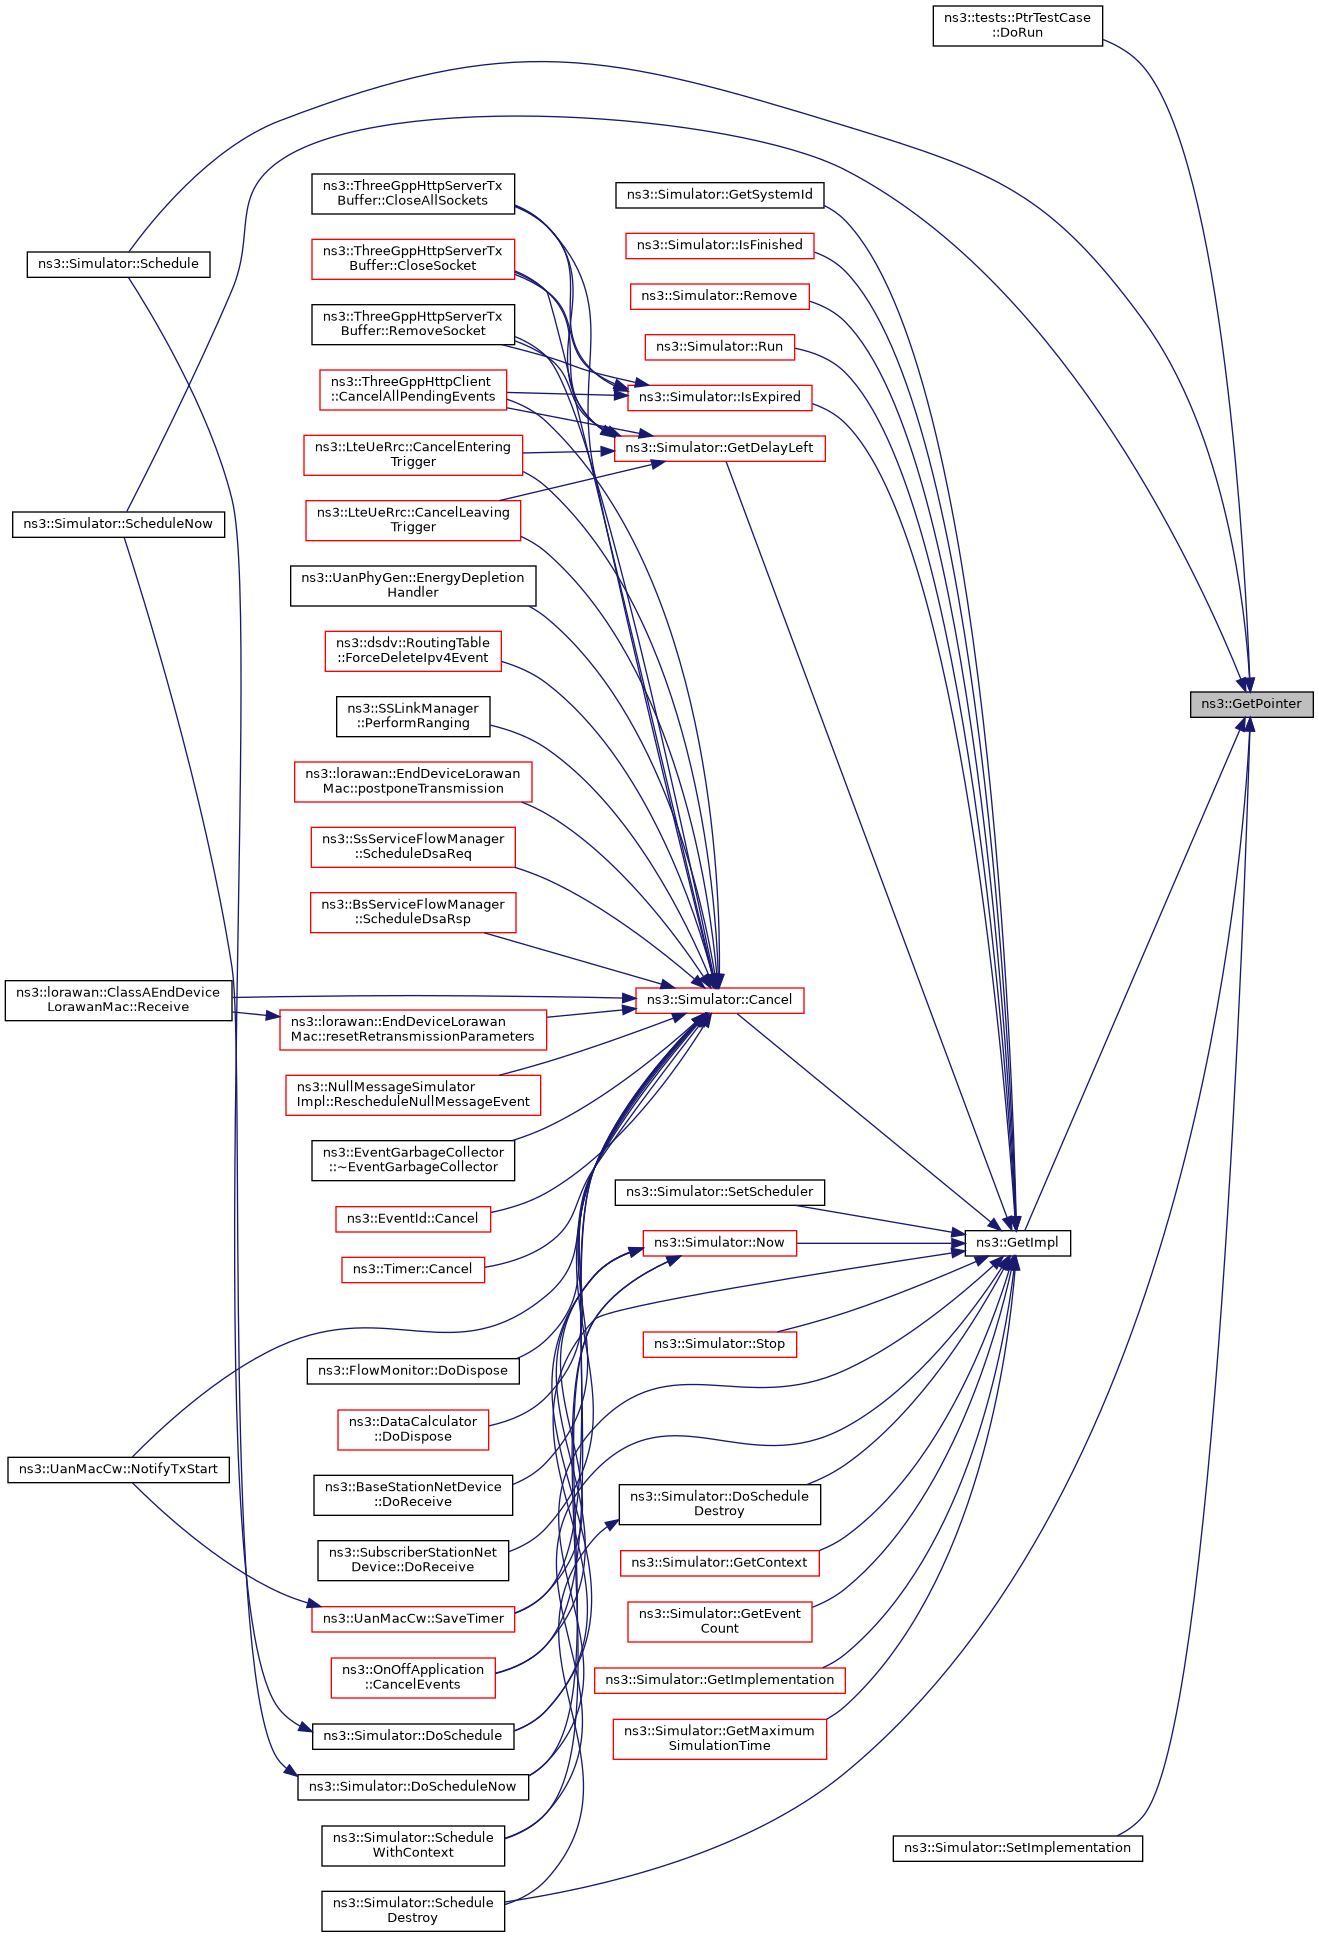 ns3::tests::PtrTestCase
::DoRun
ns3::ThreeGppHttpServerTx
Buffer::CloseAllSockets
ns3::Simulator::GetSystemId
ns3::ThreeGppHttpServerTx
Buffer::CloseSocket
ns3::Simulator::IsFinished
ns3::Simulator::Schedule
ns3::Simulator::Remove
ns3::ThreeGppHttpServerTx
Buffer::RemoveSocket
ns3::Simulator::Run
ns3::ThreeGppHttpClient
::CancelAllPendingEvents
ns3::Simulator::IsExpired
ns3::LteUeRrc::CancelEntering
Trigger
ns3::Simulator::GetDelayLeft
ns3::Simulator::ScheduleNow
ns3::LteUeRrc::CancelLeaving
Trigger
ns3::UanPhyGen::EnergyDepletion
Handler
ns3::dsdv::RoutingTable
::ForceDeleteIpv4Event
ns3::SSLinkManager
::PerformRanging
ns3::GetPointer
ns3::lorawan::EndDeviceLorawan
Mac::postponeTransmission
ns3::SsServiceFlowManager
::ScheduleDsaReq
ns3::BsServiceFlowManager
::ScheduleDsaRsp
ns3::lorawan::ClassAEndDevice
LorawanMac::Receive
ns3::Simulator::Cancel
ns3::lorawan::EndDeviceLorawan
Mac::resetRetransmissionParameters
ns3::NullMessageSimulator
Impl::RescheduleNullMessageEvent
ns3::EventGarbageCollector
::~EventGarbageCollector
ns3::Simulator::SetScheduler
ns3::EventId::Cancel
ns3::Simulator::Now
ns3::GetImpl
ns3::Timer::Cancel
ns3::Simulator::Stop
ns3::FlowMonitor::DoDispose
ns3::DataCalculator
::DoDispose
ns3::UanMacCw::NotifyTxStart
ns3::BaseStationNetDevice
::DoReceive
ns3::Simulator::DoSchedule
Destroy
ns3::SubscriberStationNet
Device::DoReceive
ns3::Simulator::GetContext
ns3::UanMacCw::SaveTimer
ns3::Simulator::GetEvent
Count
ns3::OnOffApplication
::CancelEvents
ns3::Simulator::GetImplementation
ns3::Simulator::DoSchedule
ns3::Simulator::GetMaximum
SimulationTime
ns3::Simulator::DoScheduleNow
ns3::Simulator::Schedule
WithContext
ns3::Simulator::SetImplementation
ns3::Simulator::Schedule
Destroy